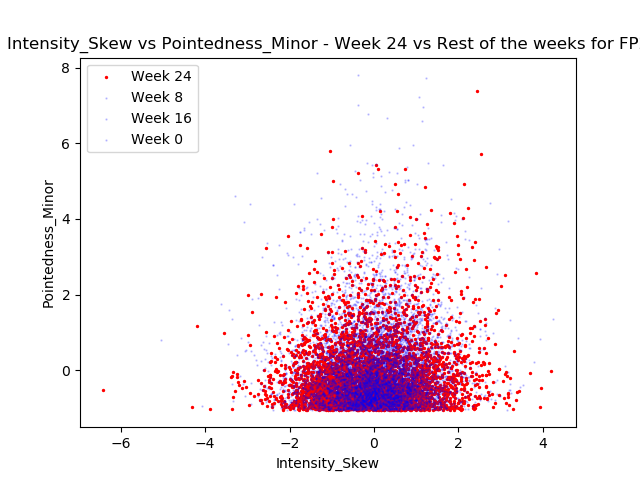 Intensity_Skew vs Pointedness_Minor - Week 24 vs Rest of the weeks for FP
Week 24
Week 8
Week 16
Week 0
Pointedness_Minor
8
6
4
2
0
−6
−4
−2
0
2
4
Intensity_Skew